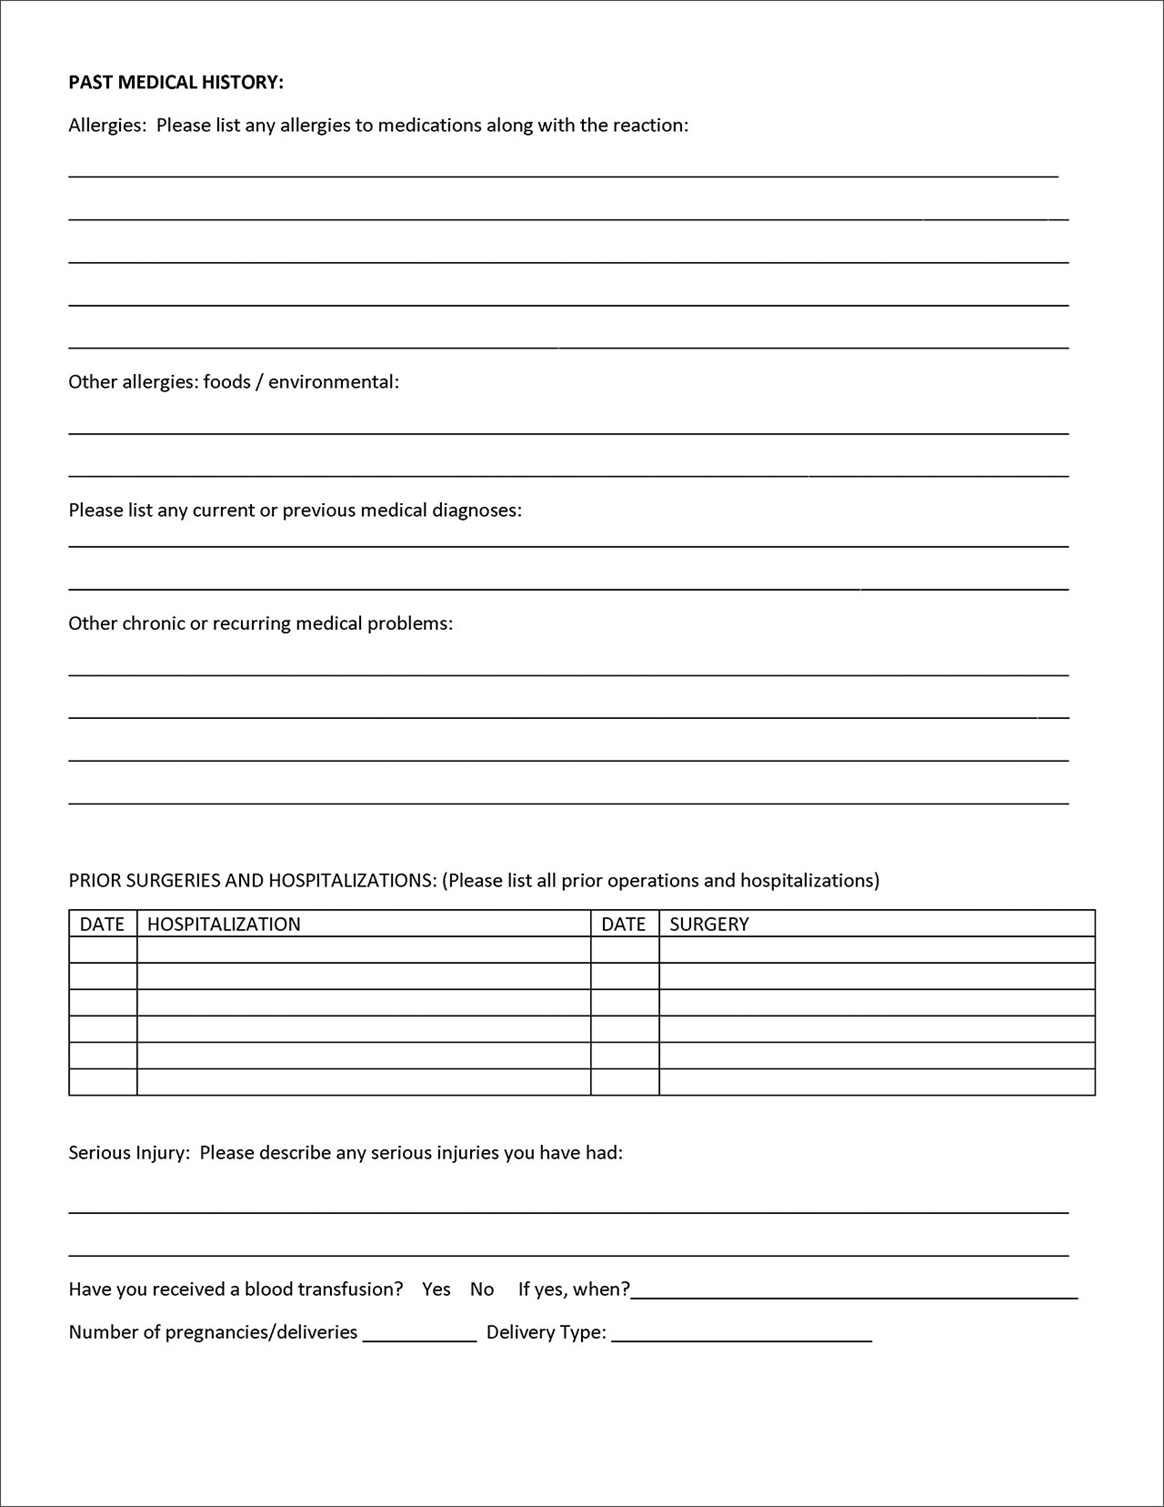 PAST MEDICAL HISTORY:
Allergies:  Please list any allergies to medications along with the reaction:
Other allergies: foods / environmental:
Please list any current or previous medical diagnoses:
Other chronic or recurring medical problems:
PRIOR SURGERIES AND HOSPITALIZATIONS: (Please list all prior operations and hospitalizations)
DATE HOSPITALIZATION DATE SURGERY
Serious Injury:  Please describe any serious injuries you have had:
Have you received a blood transfusion?   Yes   No    If yes, when?
Number of pregnancies/deliveries   Delivery Type: